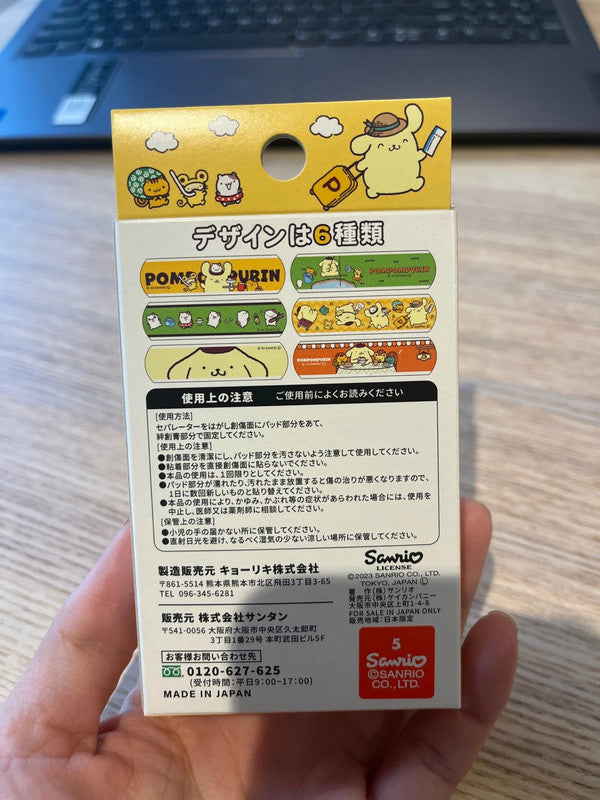 P
デザインは6種類
POMPOMPURIN
POMPOMPURIN
POMPOMPURIN
使用上の注意 ご使用前によくお読みください
[使用方法]
セパレーターをはがし創傷面にパッド部分をあて、
絆創膏部分で固定してください。
[使用上の注意]
●創傷面を清潔にし、パッド部分を汚さないよう注意して使用してください。
●粘着部分を直接創傷面に貼らないでください。
●本品の使用は、1回限りとしてください。
●パッド部分が濡れたり、汚れたまま放置すると傷の治りが悪くなりますので、
1日に数回新しいものと貼り替えてください。
●本品の使用により、かゆみ、かぶれ等の症状があらわれた場合には、使用を
中止し、医師又は薬剤師に相談してください。
[保管上の注意]
●小児の手の届かない所に保管してください。
●直射日光を避け、なるべく湿気の少ない涼しい場所に保管してください。
製造販売元 キョーリキ株式会社
〒861-5514 熊本県熊本市北区飛田3丁目3-65
TEL 096-345-6281
販売元 株式会社サンタン
〒541-0056 大阪府大阪市中央区久太郎町
3丁目1番29号 本町武田ビル5F
お客様お問い合わせ先
0120-627-625
(受付時間:平日9:00~17:00)
MADE IN JAPAN
Sanrio
LICENSE
©2023 SANRIO CO., LTD.
TOKYO, JAPAN Ⓛ
著作(株)サンリオ
発売元(株)ケイカンパニー
大阪市中央区上町1-4-8
FOR SALE IN JAPAN ONLY
販売地域:日本限定
5
Sanrio
©SANRIO
CO., LTD.